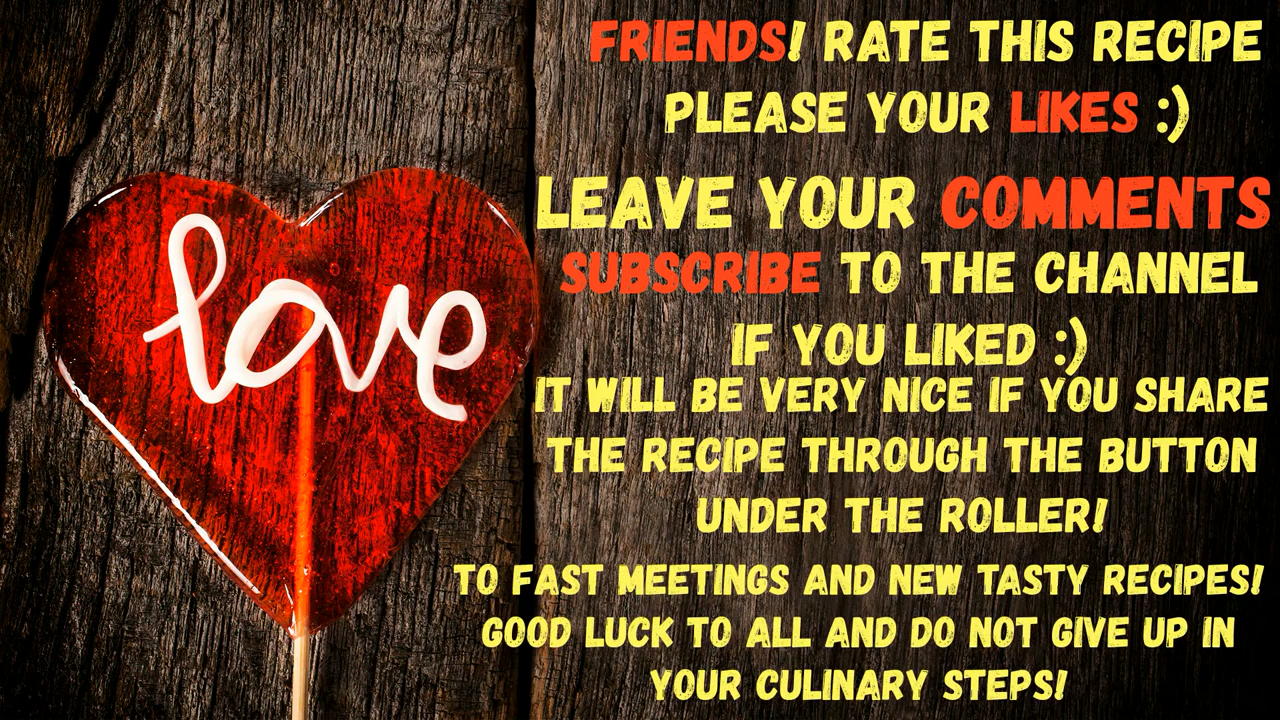 love
FRIENDS! RATE THIS RECIPE
PLEASE YOUR LIKES :)
LEAVE YOUR COMMENTS
SUBSCRIBE TO THE CHANNEL
IF YOU LIKED :)
IT WILL BE VERY NICE IF YOU SHARE
THE RECIPE THROUGH THE BUTTON
UNDER THE ROLLER!
TO FAST MEETINGS AND NEW TASTY RECIPES!
GOOD LUCK TO ALL AND DO NOT GIVE UP IN
YOUR CULINARY STEPS!